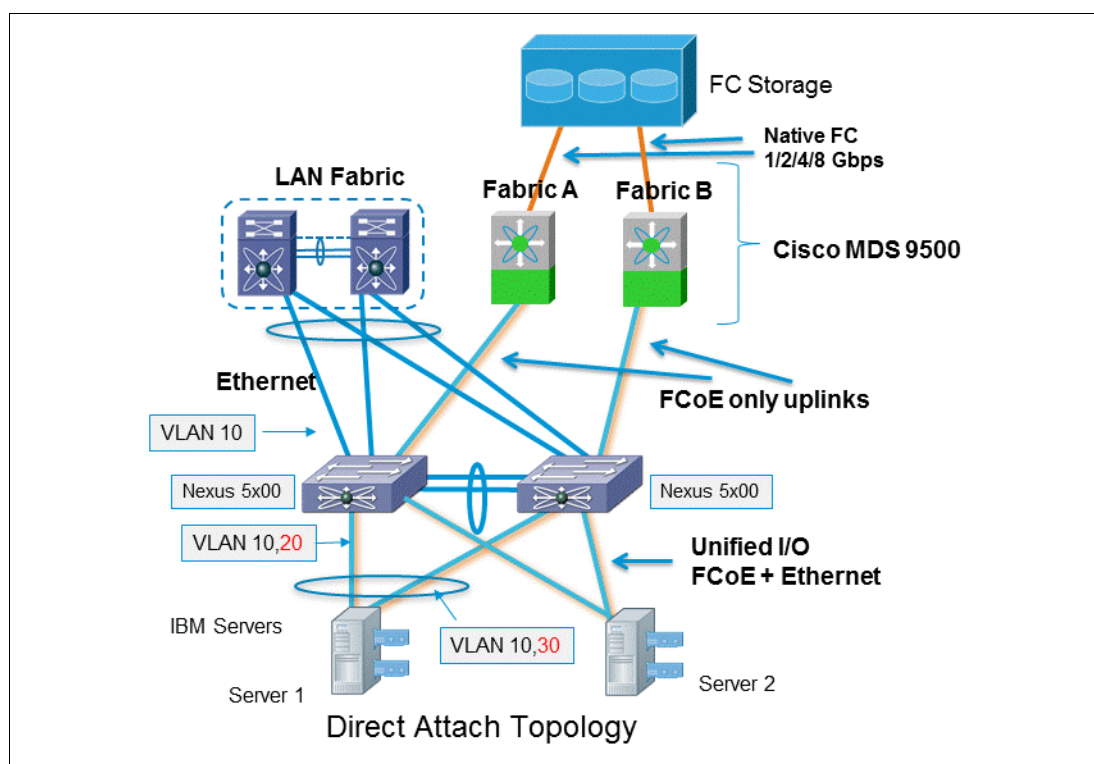 FC Storage
Native FC
1/2/4/8 Gbps
LAN Fabric
Fabric A
Fabric B
Cisco MDS 9500
Ethernet
FCoE only uplinks
VLAN 10
Nexus 5x00
Nexus 5x00
VLAN 10,20
Unified I/O
FCoE + Ethernet
IBM Servers
VLAN 10,30
Server 1
Server 2
Direct Attach Topology